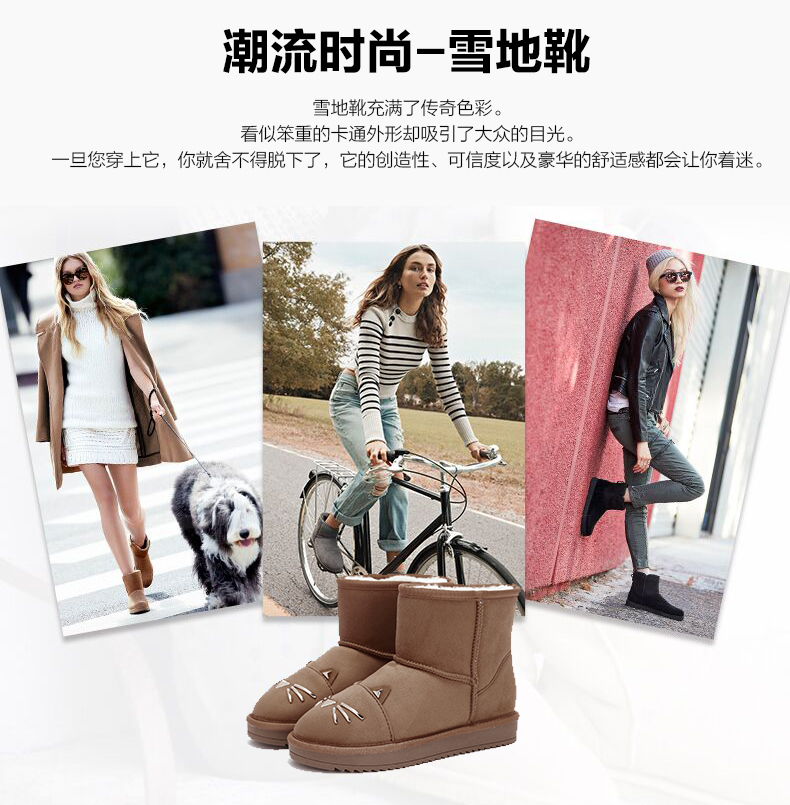 潮流时尚–雪地靴
雪地靴充满了传奇色彩。
看似笨重的卡通外形却吸引了大众的目光。
一旦您穿上它，你就舍不得脱下了，它的创造性、可信度以及豪华的舒适感都会让你着迷。